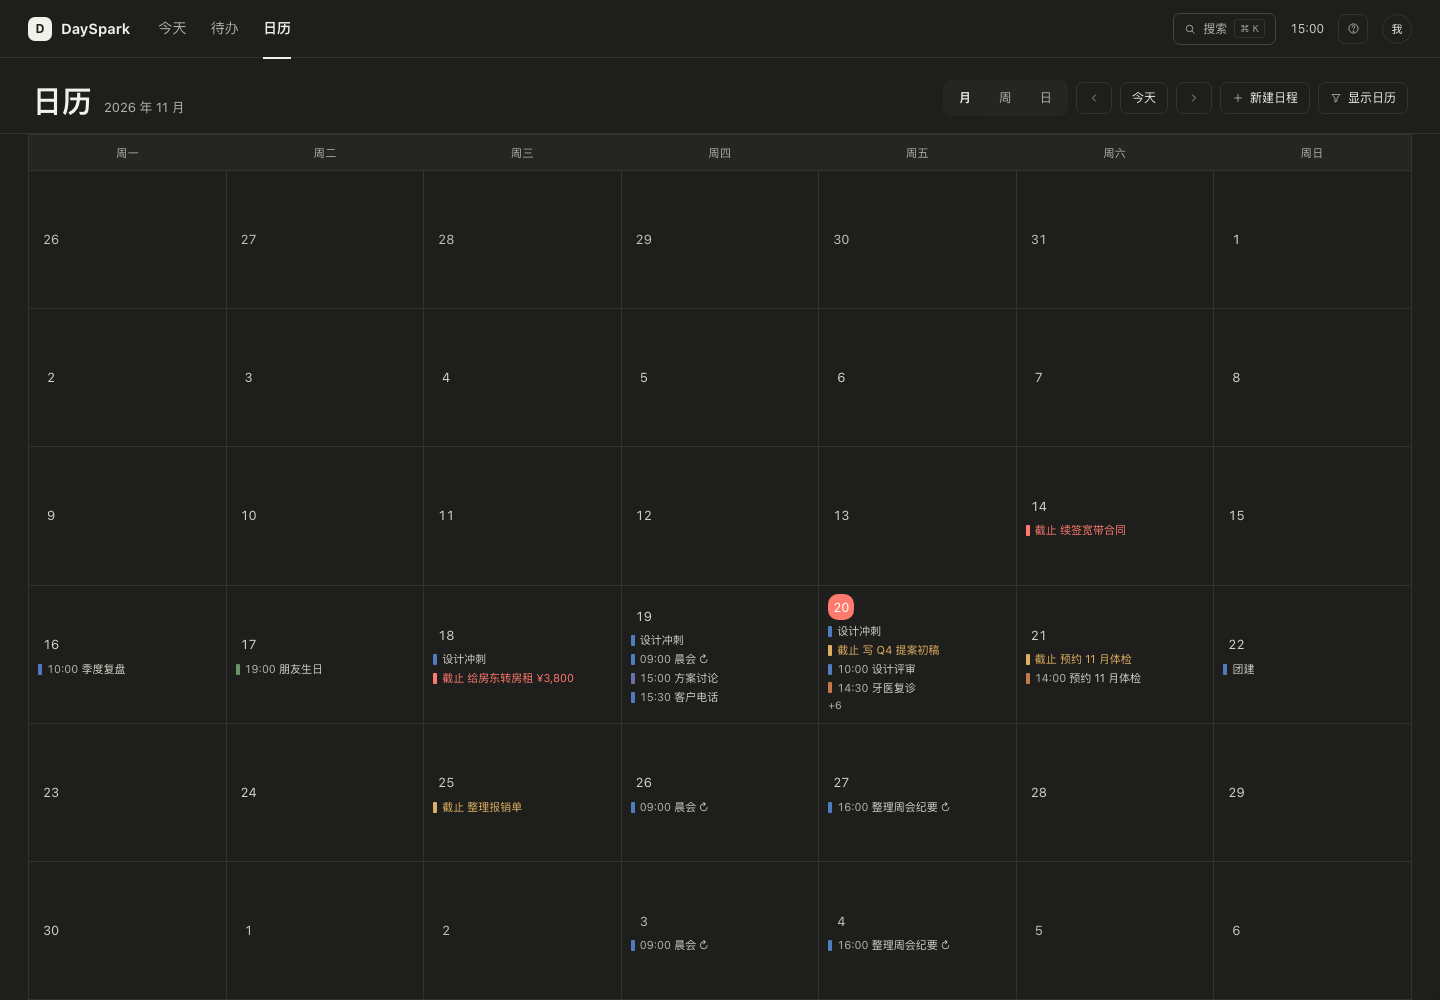 D DaySpark 今天 待办 日历 搜索 ⌘ K 15:00 我
日历 2026 年 11 月 月 周 日 今天 新建日程 显示日历
周一 周二 周三 周四 周五 周六 周日
26 27 28 29 30 31 1
2 3 4 5 6 7 8
9 10 11 12 13 14 15
截止 续签宽带合同
16
10:00 季度复盘
17
19:00 朋友生日
18
设计冲刺
截止 给房东转房租 ¥3,800
19
设计冲刺
09:00 晨会 ↻
15:00 方案讨论
15:30 客户电话
20
设计冲刺
截止 写 Q4 提案初稿
10:00 设计评审
14:30 牙医复诊
+6
21
截止 预约 11 月体检
14:00 预约 11 月体检
22
团建
23 24
25
截止 整理报销单
26
09:00 晨会 ↻
27
16:00 整理周会纪要 ↻
28 29
30 1 2
3
09:00 晨会 ↻
4
16:00 整理周会纪要 ↻
5 6